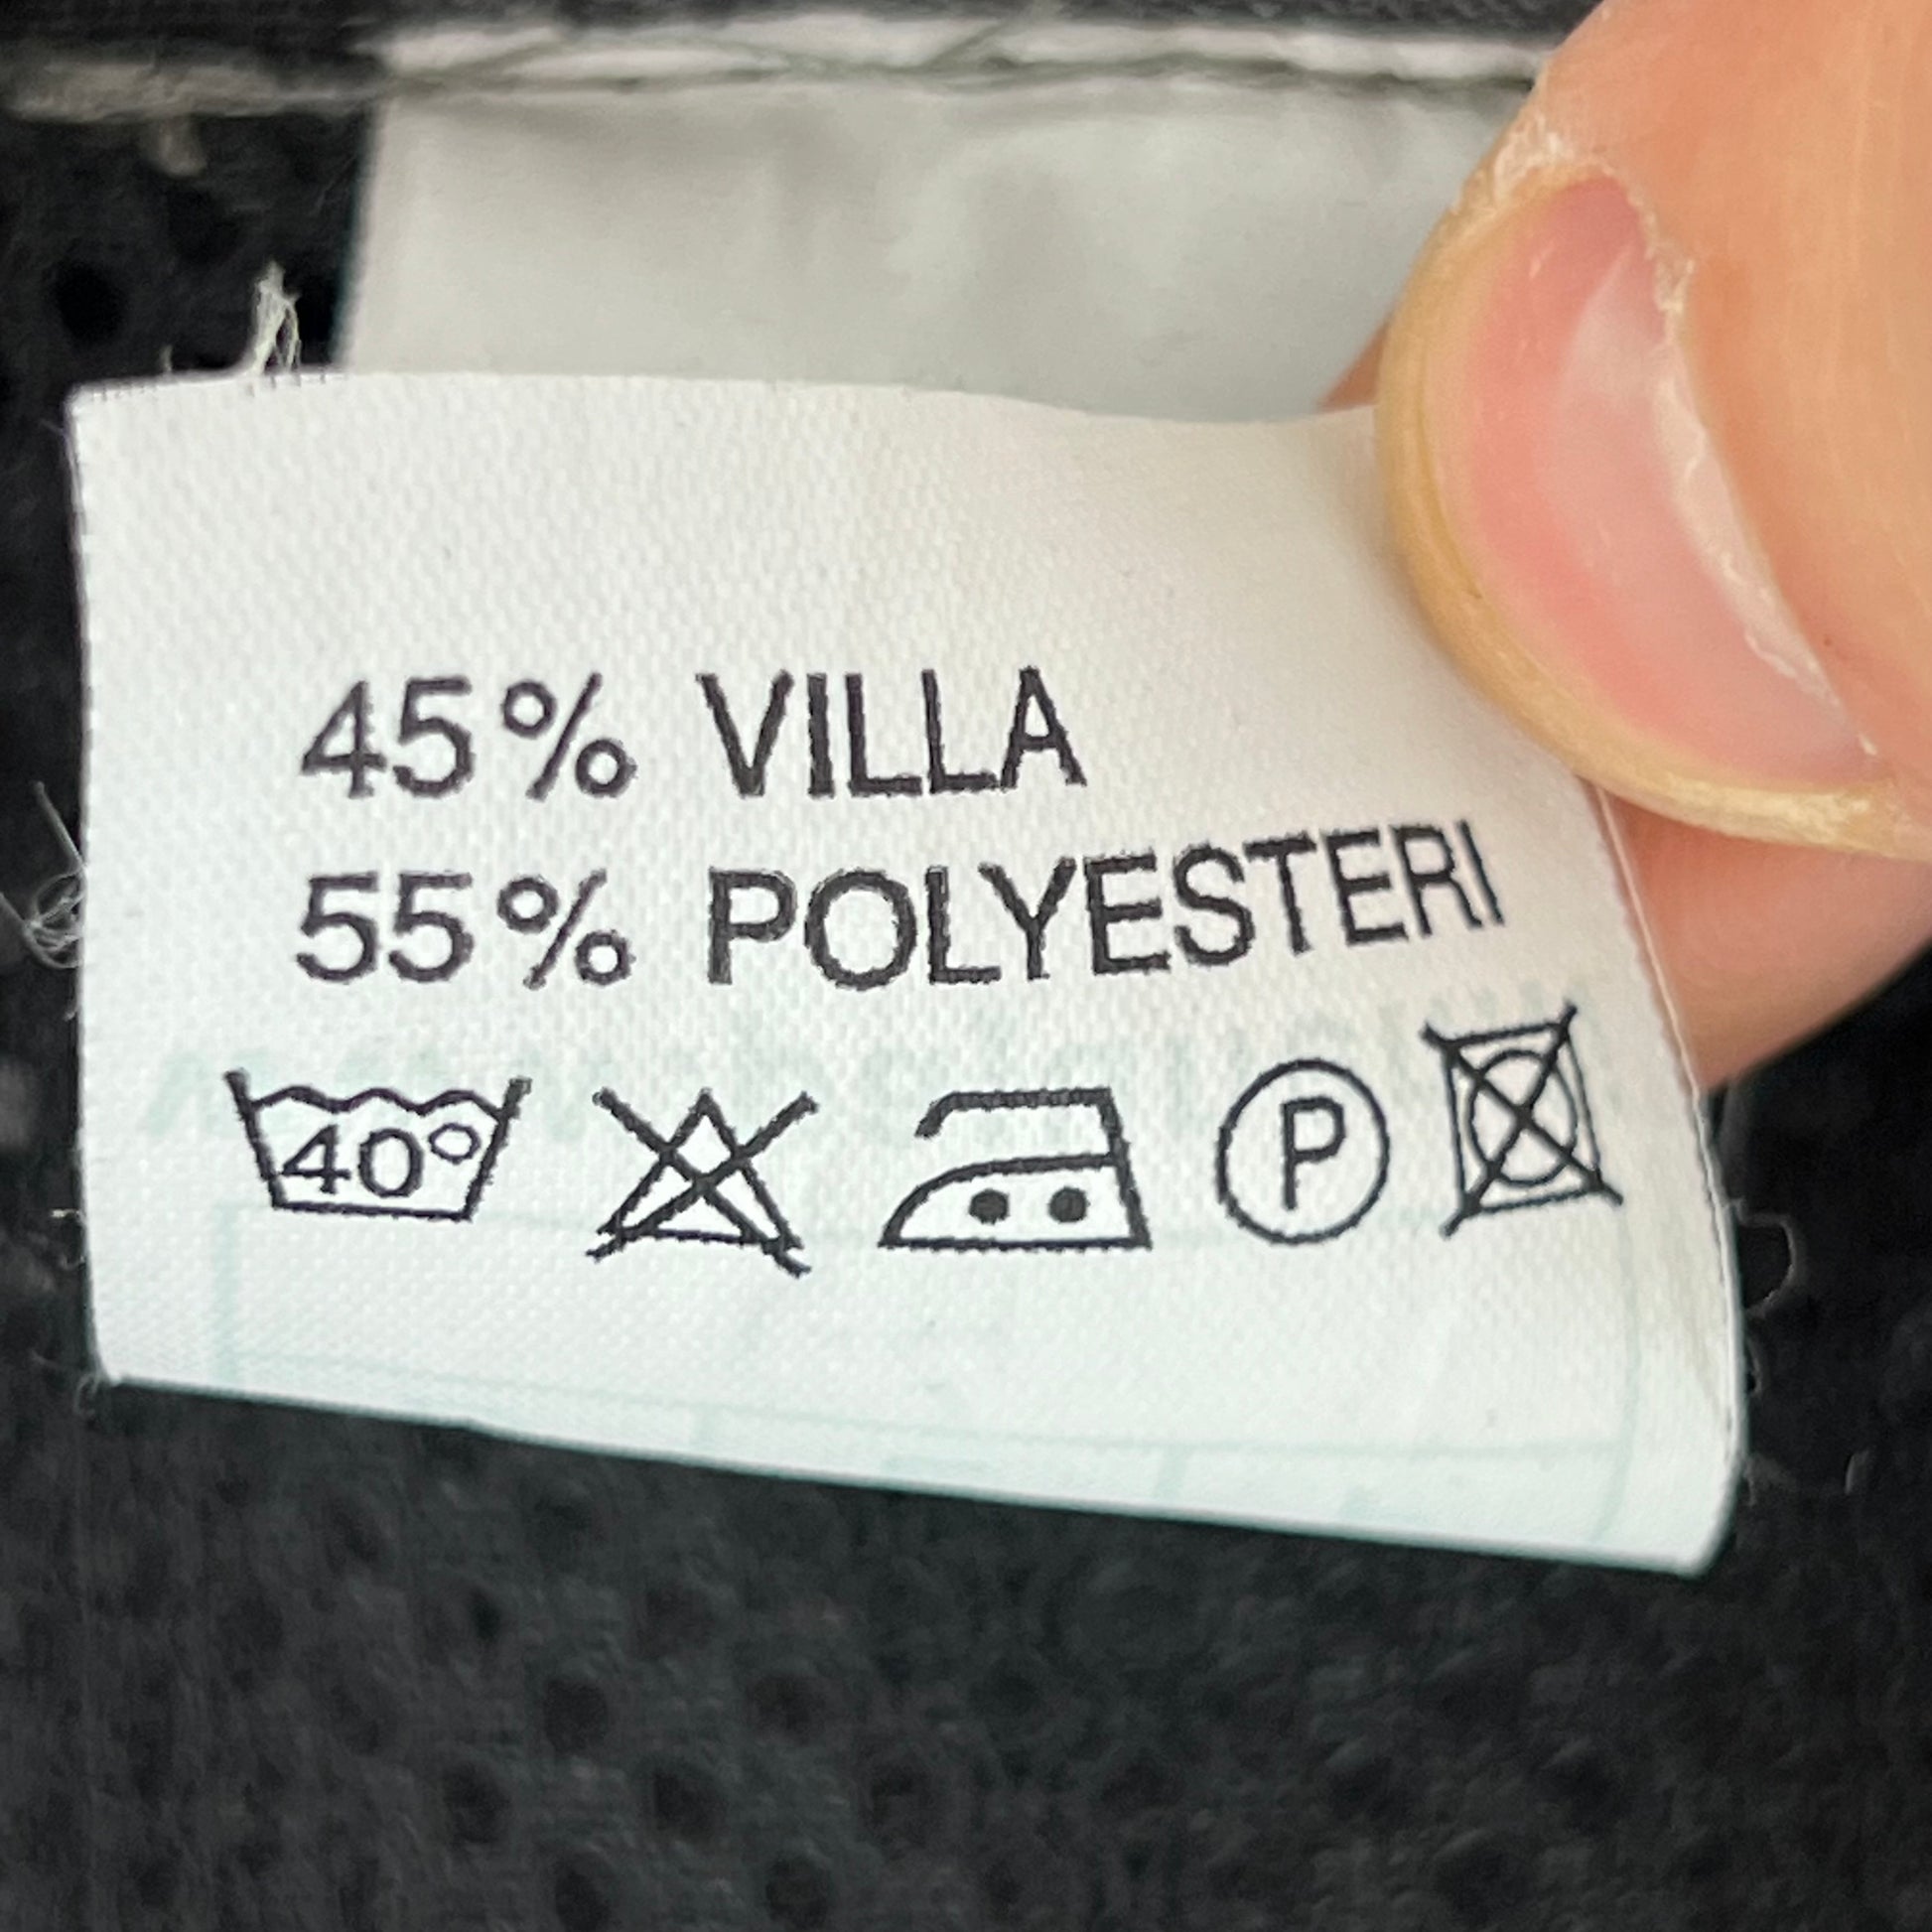 45% VILLA
55% POLYESTERI
40° P